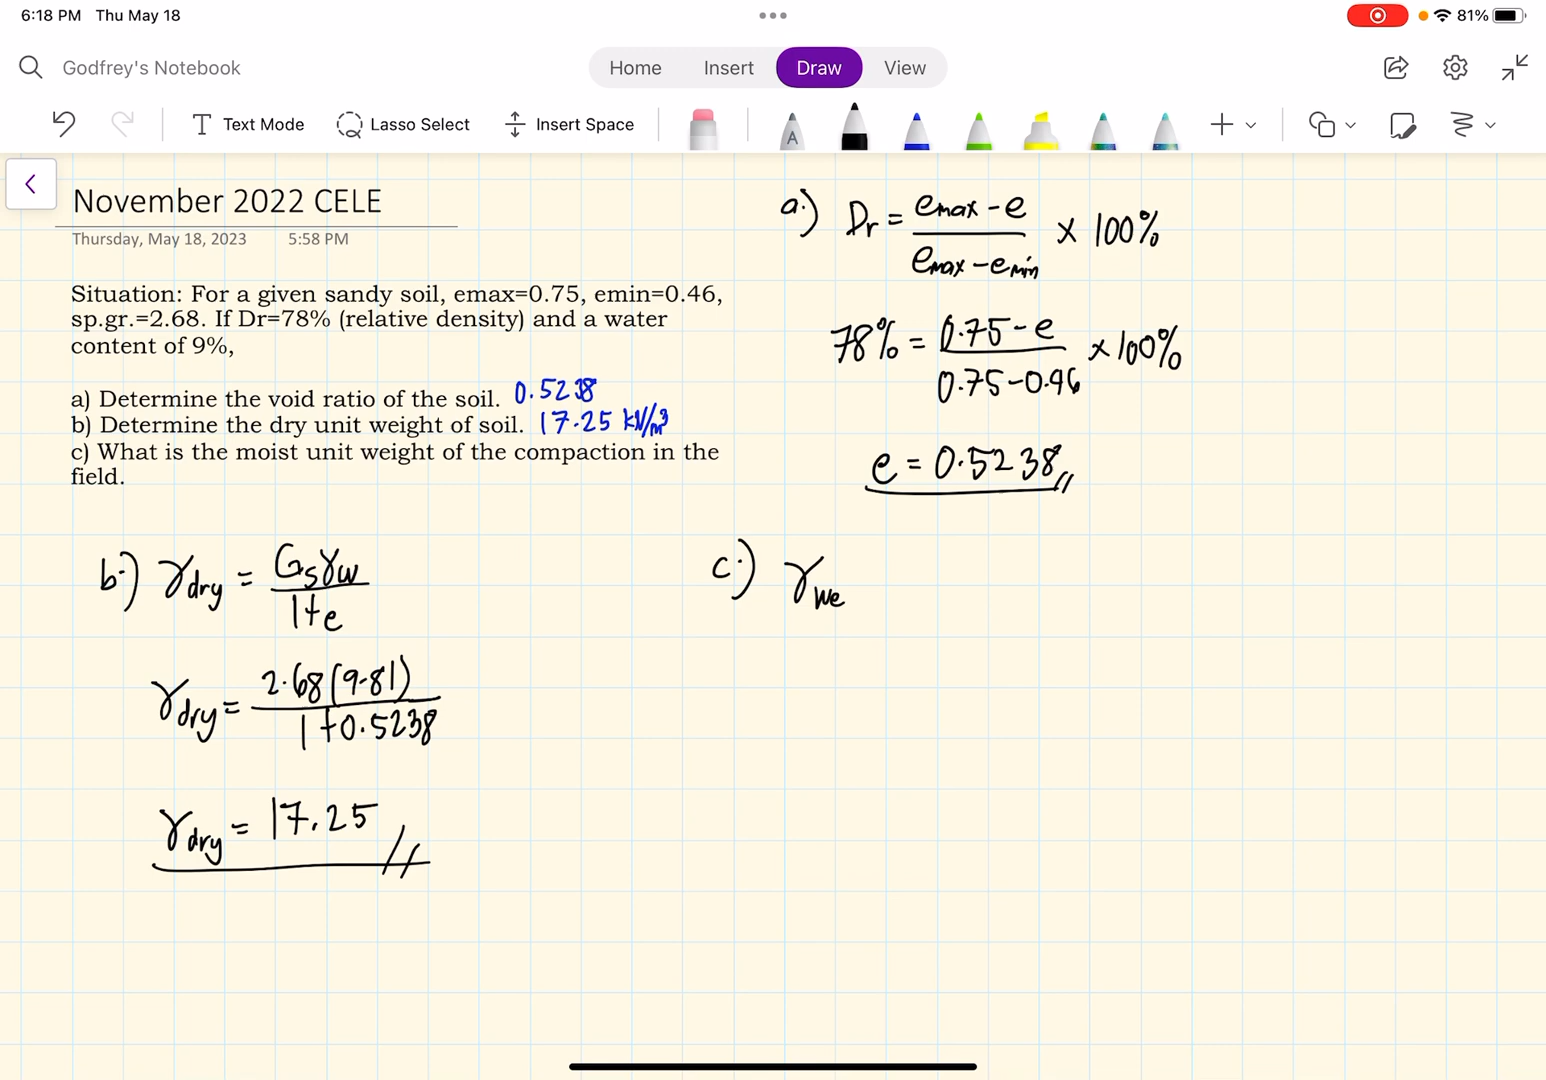 6:18 PM Thu May 18
81%
Godfrey's Notebook
Home Insert Draw View
Text Mode Lasso Select Insert Space
A
November 2022 CELE
Thursday, May 18, 2023 5:58 PM
Situation: For a given sandy soil, emax=0.75, emin=0.46,
sp.gr.=2.68. If Dr=78% (relative density) and a water
content of 9%,
a) Determine the void ratio of the soil. 0.5238
b) Determine the dry unit weight of soil. 17.25 kN/m³
c) What is the moist unit weight of the compaction in the
field.
a.) Dr = emax - e / emax - emin x 100%
78% = 0.75 - e / 0.75 - 0.46 x 100%
e = 0.5238
b.) γdry = Gsγw / 1+e
γdry = 2.68(9.81) / 1+0.5238
γdry = 17.25
c.) γwe